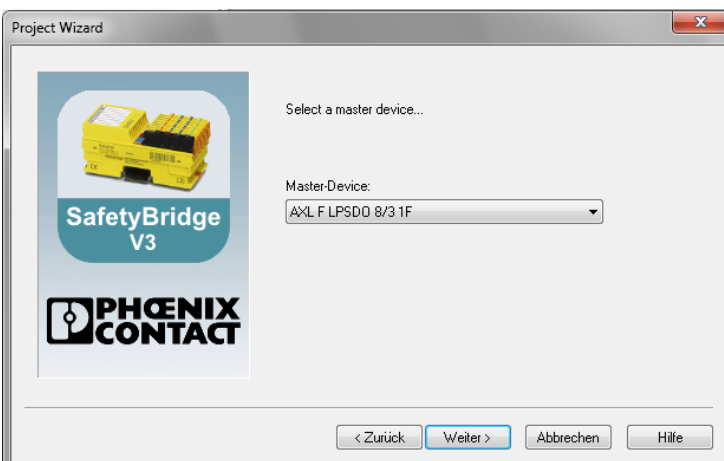 Project Wizard
Select a master device...
Master-Device:
AXL F LPSDO 8/3 1F
SafetyBridge
V3
PHŒNIX
CONTACT
< Zurück
Weiter >
Abbrechen
Hilfe